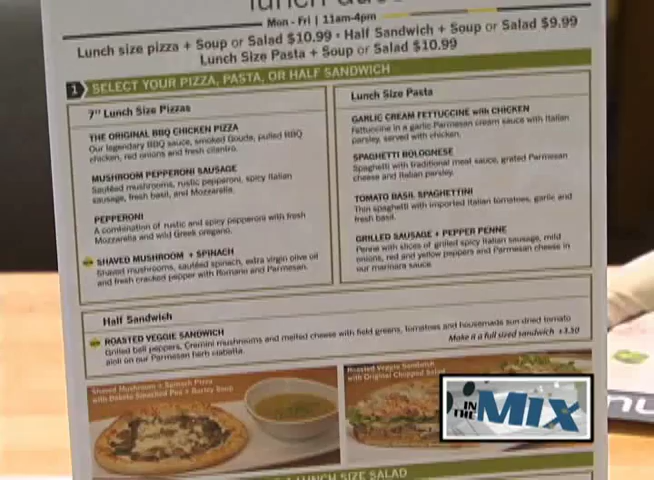 lunch
Mon - Fri | 11am-4pm
Lunch size pizza + Soup or Salad $10.99 • Half Sandwich + Soup or Salad $9.99
Lunch Size Pasta + Soup or Salad $10.99
1 SELECT YOUR PIZZA, PASTA, OR HALF SANDWICH
7" Lunch Size Pizzas
THE ORIGINAL BBQ CHICKEN PIZZA
Our legendary BBQ sauce, smoked Gouda, pulled BBQ
chicken, red onions and fresh cilantro.
MUSHROOM PEPPERONI SAUSAGE
Sautéed mushrooms, rustic pepperoni, spicy Italian
sausage, fresh basil, and Mozzarella.
PEPPERONI
A combination of rustic and spicy pepperoni with fresh
Mozzarella and wild Greek oregano.
SHAVED MUSHROOM + SPINACH
Shaved mushrooms, sautéed spinach, extra virgin olive oil
and fresh cracked pepper with Romano and Parmesan.
Lunch Size Pasta
GARLIC CREAM FETTUCCINE with CHICKEN
Fettuccine in a garlic Parmesan cream sauce with Italian
parsley, served with chicken.
SPAGHETTI BOLOGNESE
Spaghetti with traditional meat sauce, grated Parmesan
cheese and Italian parsley.
TOMATO BASIL SPAGHETTINI
Thin spaghetti with imported Italian tomatoes, garlic and
fresh basil.
GRILLED SAUSAGE + PEPPER PENNE
Penne with slices of grilled spicy Italian sausage, mild
onions, red and yellow peppers and Parmesan cheese in
our marinara sauce.
Half Sandwich
ROASTED VEGGIE SANDWICH
Grilled bell peppers, Cremini mushrooms and melted cheese with field greens, tomatoes and housemade sun dried tomato
aioli on our Parmesan herb ciabatta.
Make it a full sized sandwich +3.50
Shaved Mushroom + Spinach Pizza
with Dakota Smashed Pea + Barley Soup
Roasted Veggie Sandwich
with Original Chopped Salad
IN THE MIX
LUNCH SIZE SALAD